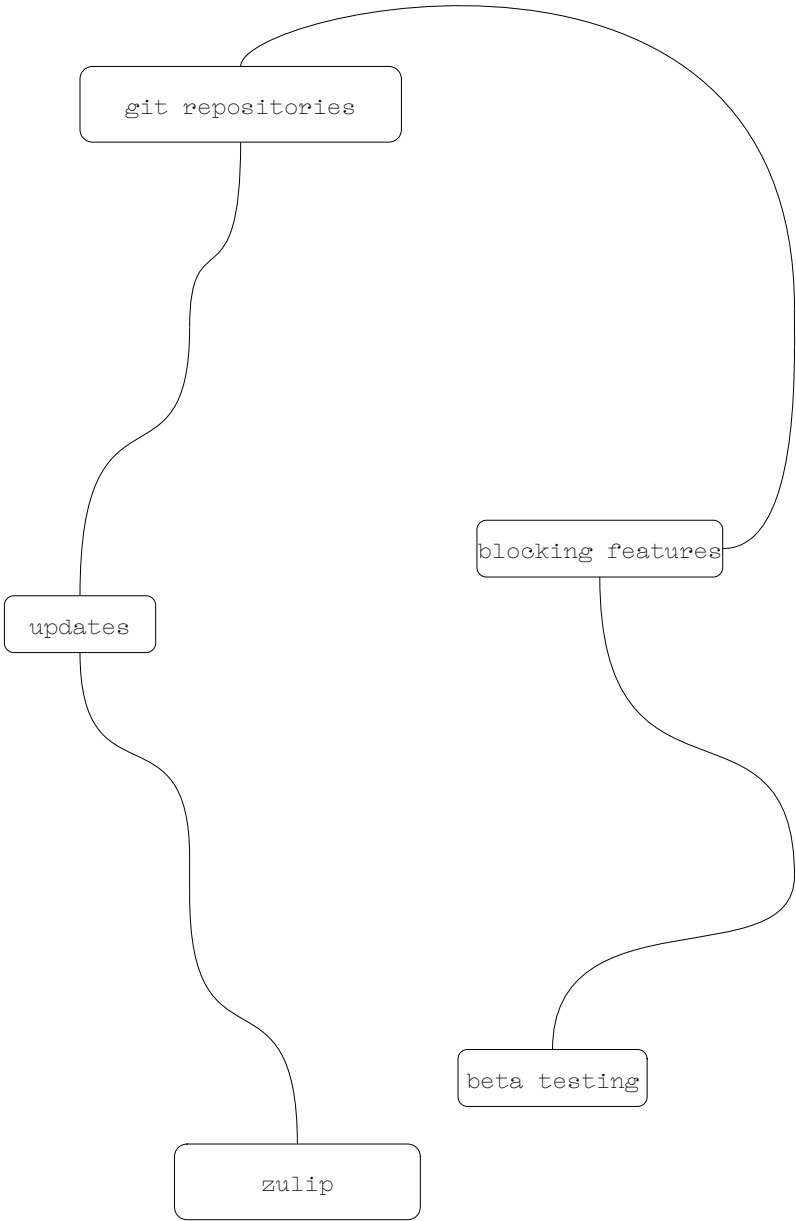 git repositories
blocking features
updates
beta testing
zulip